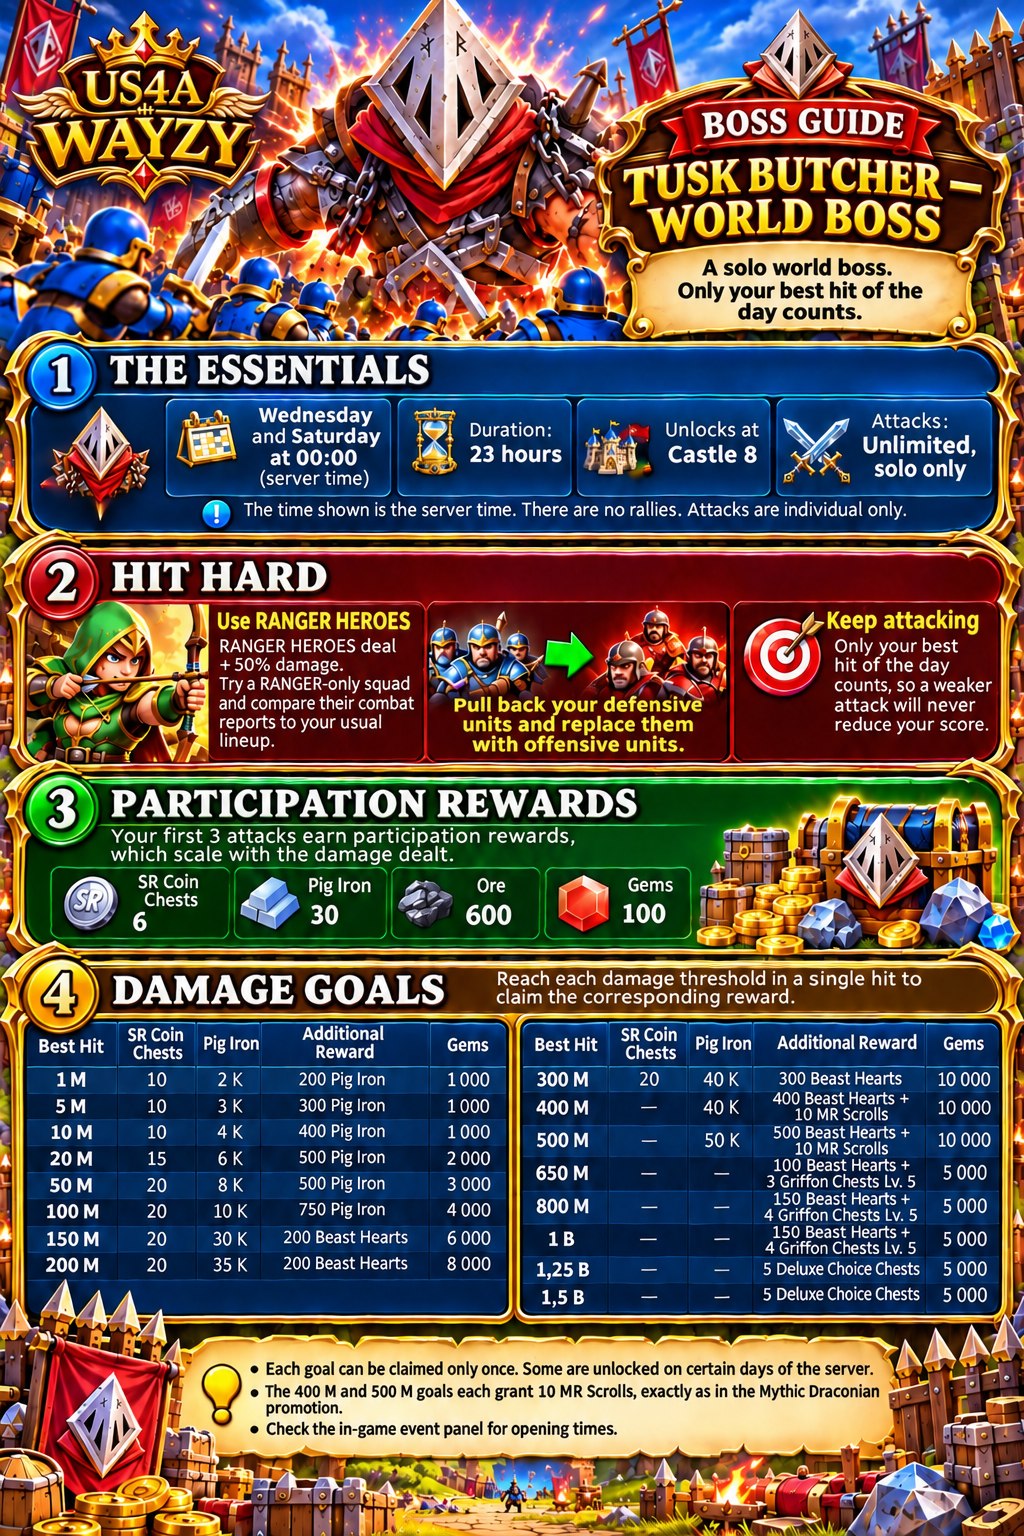 US4A
WAYZY
BOSS GUIDE
TUSK BUTCHER –
WORLD BOSS
A solo world boss.
Only your best hit of the
day counts.
1 THE ESSENTIALS
Wednesday
and Saturday
at 00:00
(server time)
Duration:
23 hours
Unlocks at
Castle 8
Attacks:
Unlimited,
solo only
! The time shown is the server time. There are no rallies. Attacks are individual only.
2 HIT HARD
Use RANGER HEROES
RANGER HEROES deal
+ 50% damage.
Try a RANGER-only squad
and compare their combat
reports to your usual
lineup.
Pull back your defensive
units and replace them
with offensive units.
Keep attacking
Only your best
hit of the day
counts, so a weaker
attack will never
reduce your score.
3 PARTICIPATION REWARDS
Your first 3 attacks earn participation rewards,
which scale with the damage dealt.
SR
SR Coin
Chests
6
Pig Iron
30
Ore
600
Gems
100
4 DAMAGE GOALS
Reach each damage threshold in a single hit to
claim the corresponding reward.
Best Hit SR Coin Chests Pig Iron Additional Reward Gems
1 M 10 2 K 200 Pig Iron 1 000
5 M 10 3 K 300 Pig Iron 1 000
10 M 10 4 K 400 Pig Iron 1 000
20 M 15 6 K 500 Pig Iron 2 000
50 M 20 8 K 500 Pig Iron 3 000
100 M 20 10 K 750 Pig Iron 4 000
150 M 20 30 K 200 Beast Hearts 6 000
200 M 20 35 K 200 Beast Hearts 8 000
Best Hit SR Coin Chests Pig Iron Additional Reward Gems
300 M 20 40 K 300 Beast Hearts 10 000
400 M — 40 K 400 Beast Hearts + 10 MR Scrolls 10 000
500 M — 50 K 500 Beast Hearts + 10 MR Scrolls 10 000
650 M — — 100 Beast Hearts + 3 Griffon Chests Lv. 5 5 000
800 M — — 150 Beast Hearts + 4 Griffon Chests Lv. 5 5 000
1 B — — 150 Beast Hearts + 4 Griffon Chests Lv. 5 5 000
1,25 B — — 5 Deluxe Choice Chests 5 000
1,5 B — — 5 Deluxe Choice Chests 5 000
• Each goal can be claimed only once. Some are unlocked on certain days of the server.
• The 400 M and 500 M goals each grant 10 MR Scrolls, exactly as in the Mythic Draconian
promotion.
• Check the in-game event panel for opening times.